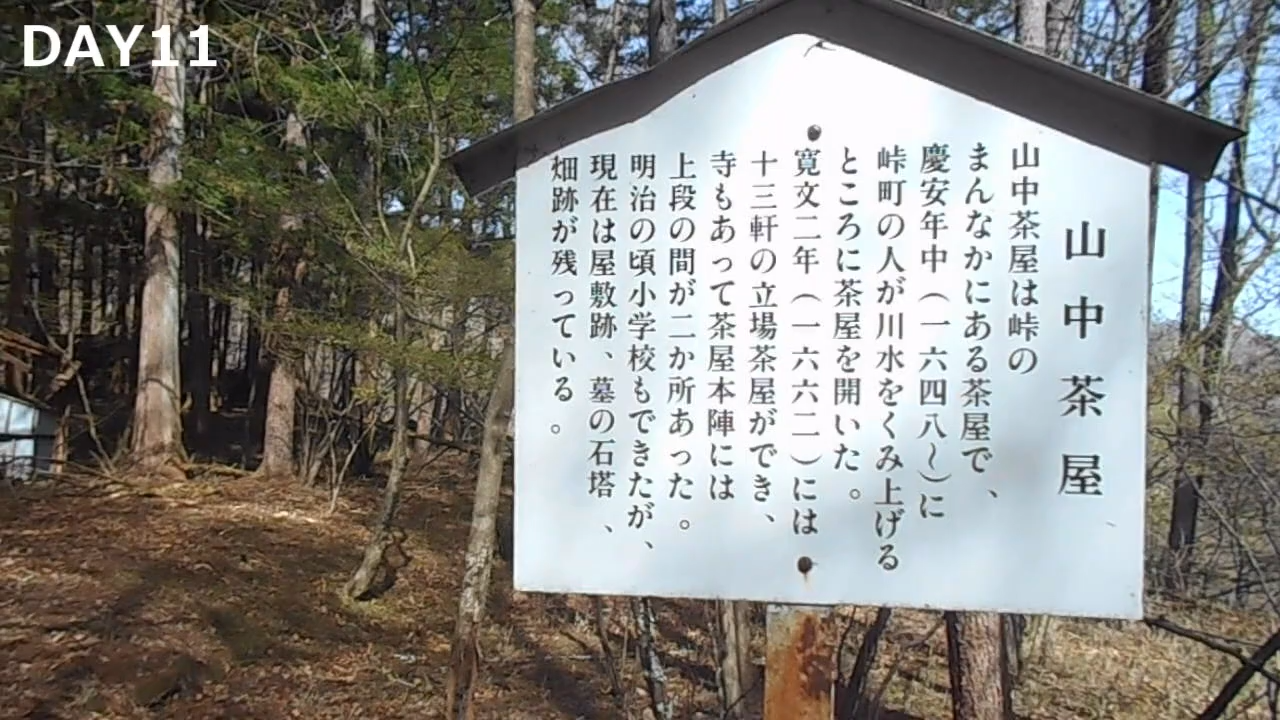 DAY11
山中茶屋
山中茶屋は峠の
まんなかにある茶屋で、
慶安年中（一六四八～）に
峠町の人が川水をくみ上げる
ところに茶屋を開いた。
寛文二年（一六六二）には
十三軒の立場茶屋ができ、
寺もあって茶屋本陣には
上段の間が二か所あった。
明治の頃小学校もできたが、
現在は屋敷跡、墓の石塔、
畑跡が残っている。